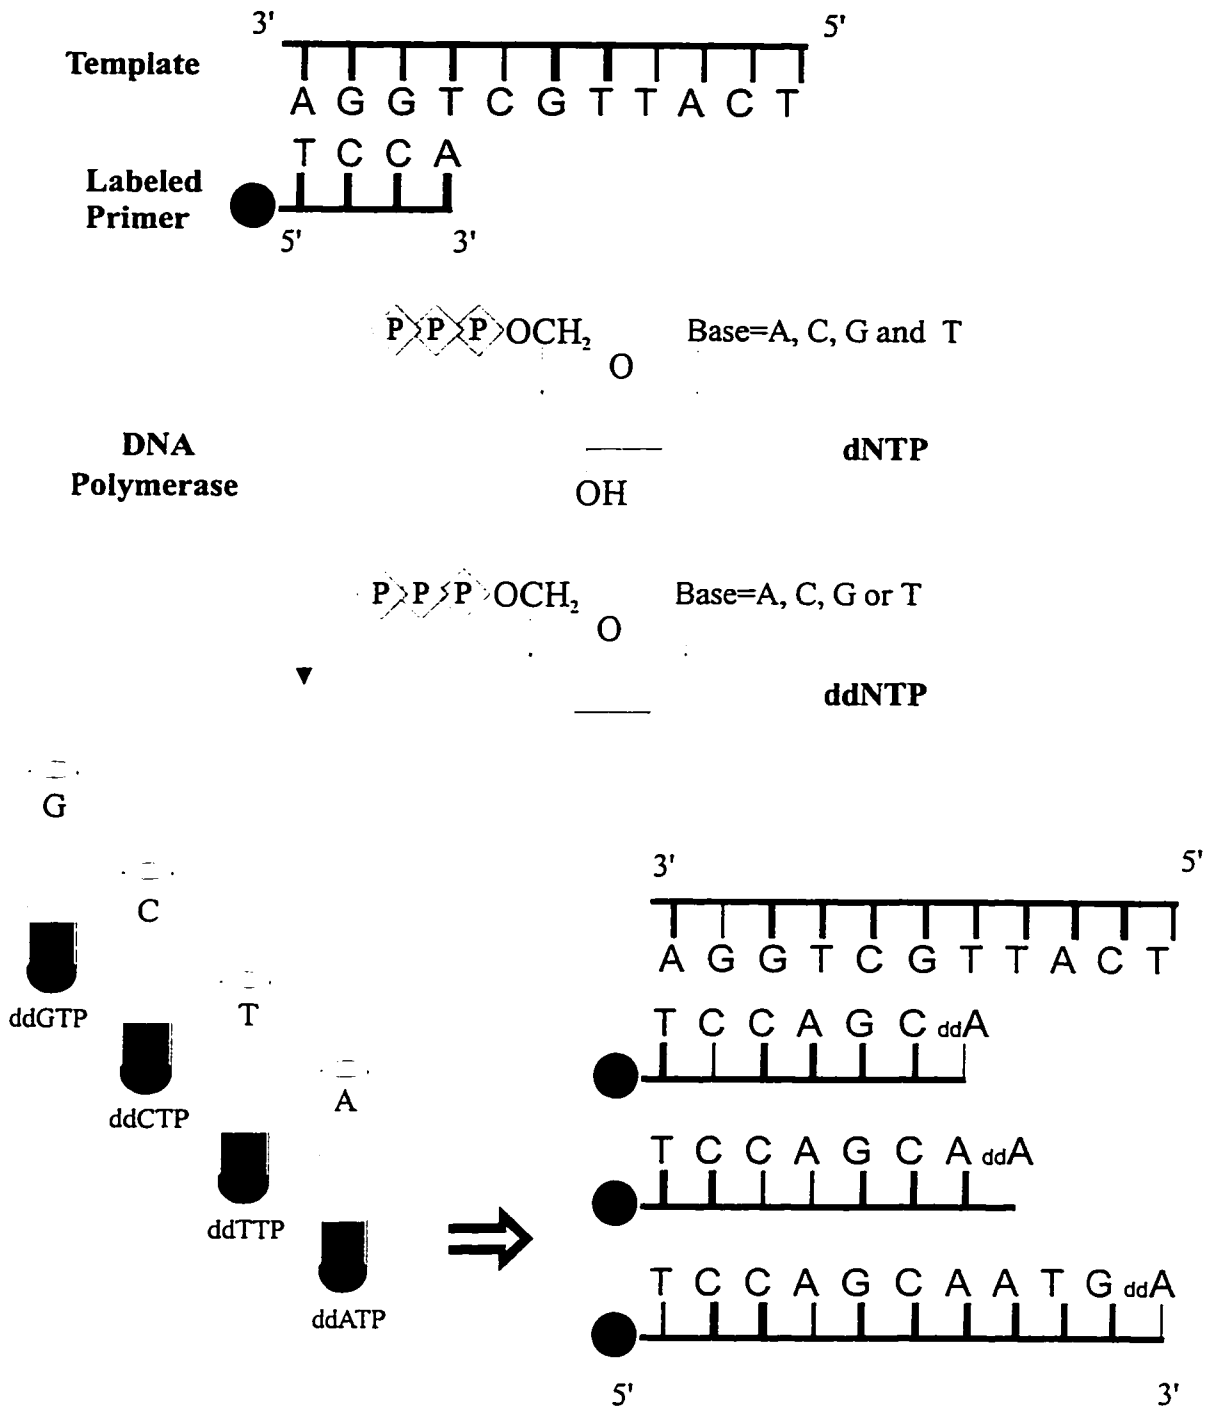 3' 5'
Template
A G G T C G T T A C T
T C C A
Labeled
Primer
5' 3'
P P P OCH2 Base=A, C, G and T
O
DNA
Polymerase
dNTP
OH
P P P OCH2 Base=A, C, G or T
O
ddNTP
G
C
ddGTP
T
ddCTP
A
ddTTP
ddATP
3' 5'
A G G T C G T T A C T
T C C A G C ddA
T C C A G C A ddA
T C C A G C A A T G ddA
5' 3'